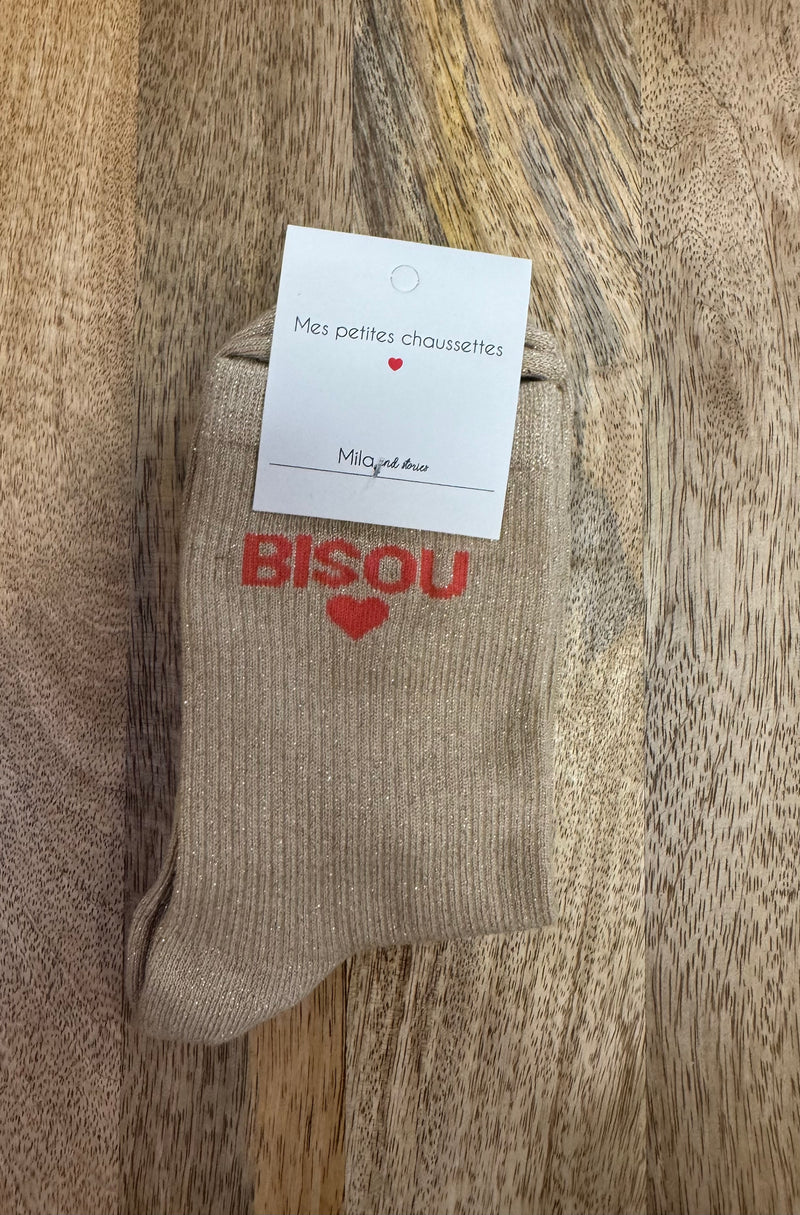 Mes petites chaussettes
Mila and stories
BISOU